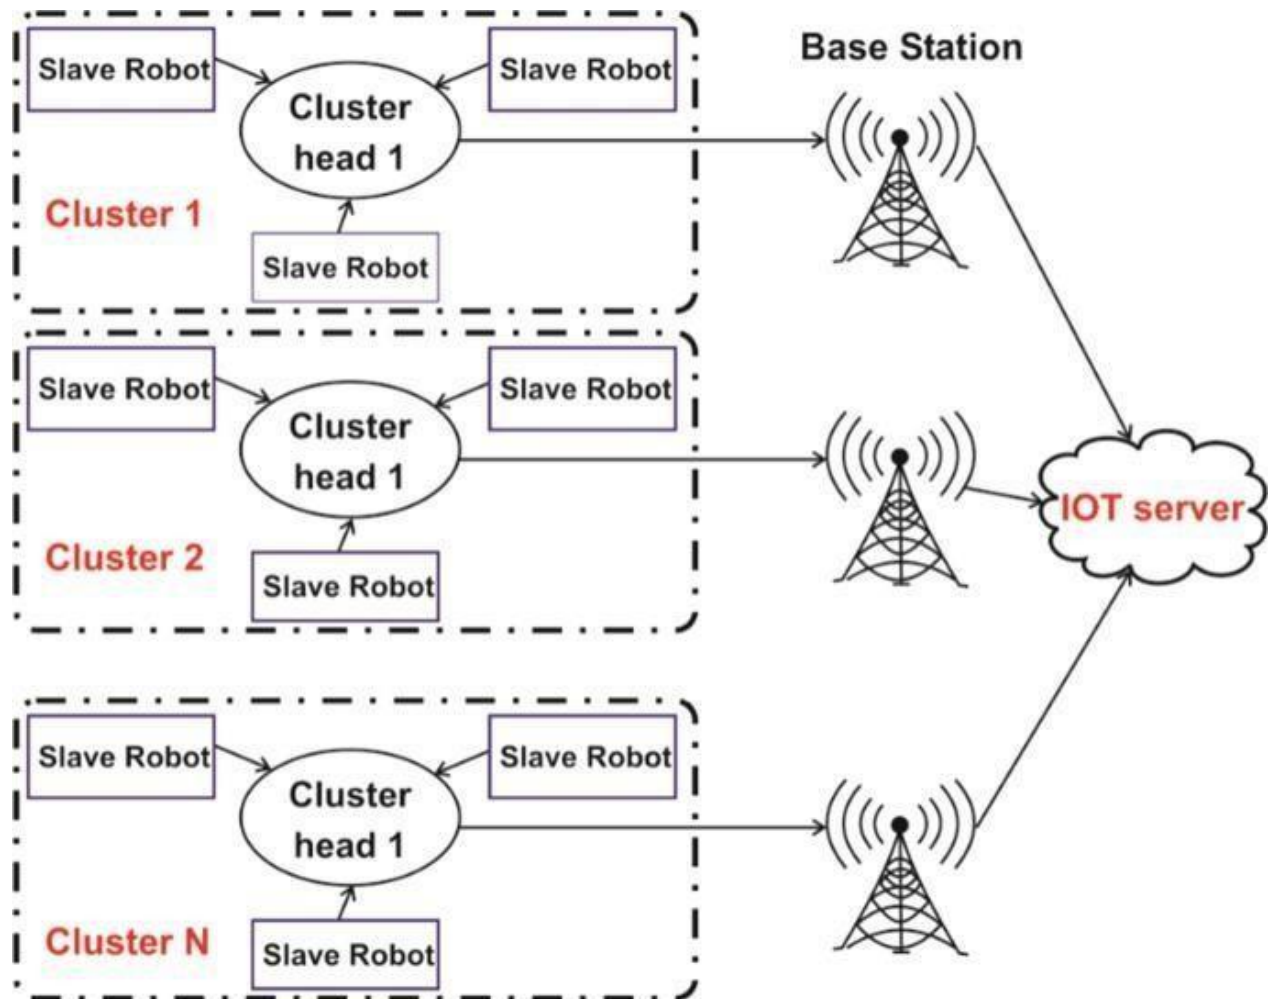 Slave Robot
Slave Robot
Base Station
Cluster
head 1
Cluster 1
Slave Robot
Slave Robot
Slave Robot
Cluster
head 1
Cluster 2
Slave Robot
IOT server
Slave Robot
Slave Robot
Cluster
head 1
Cluster N
Slave Robot